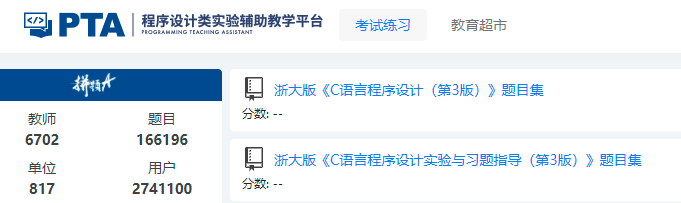 PTA 程序设计类实验辅助教学平台 考试练习 教育超市
PROGRAMMING TEACHING ASSISTANT
拼题A
教师 题目
6702 166196
单位 用户
817 2741100
浙大版《C语言程序设计（第3版）》题目集
分数: --
浙大版《C语言程序设计实验与习题指导（第3版）》题目集
分数: --